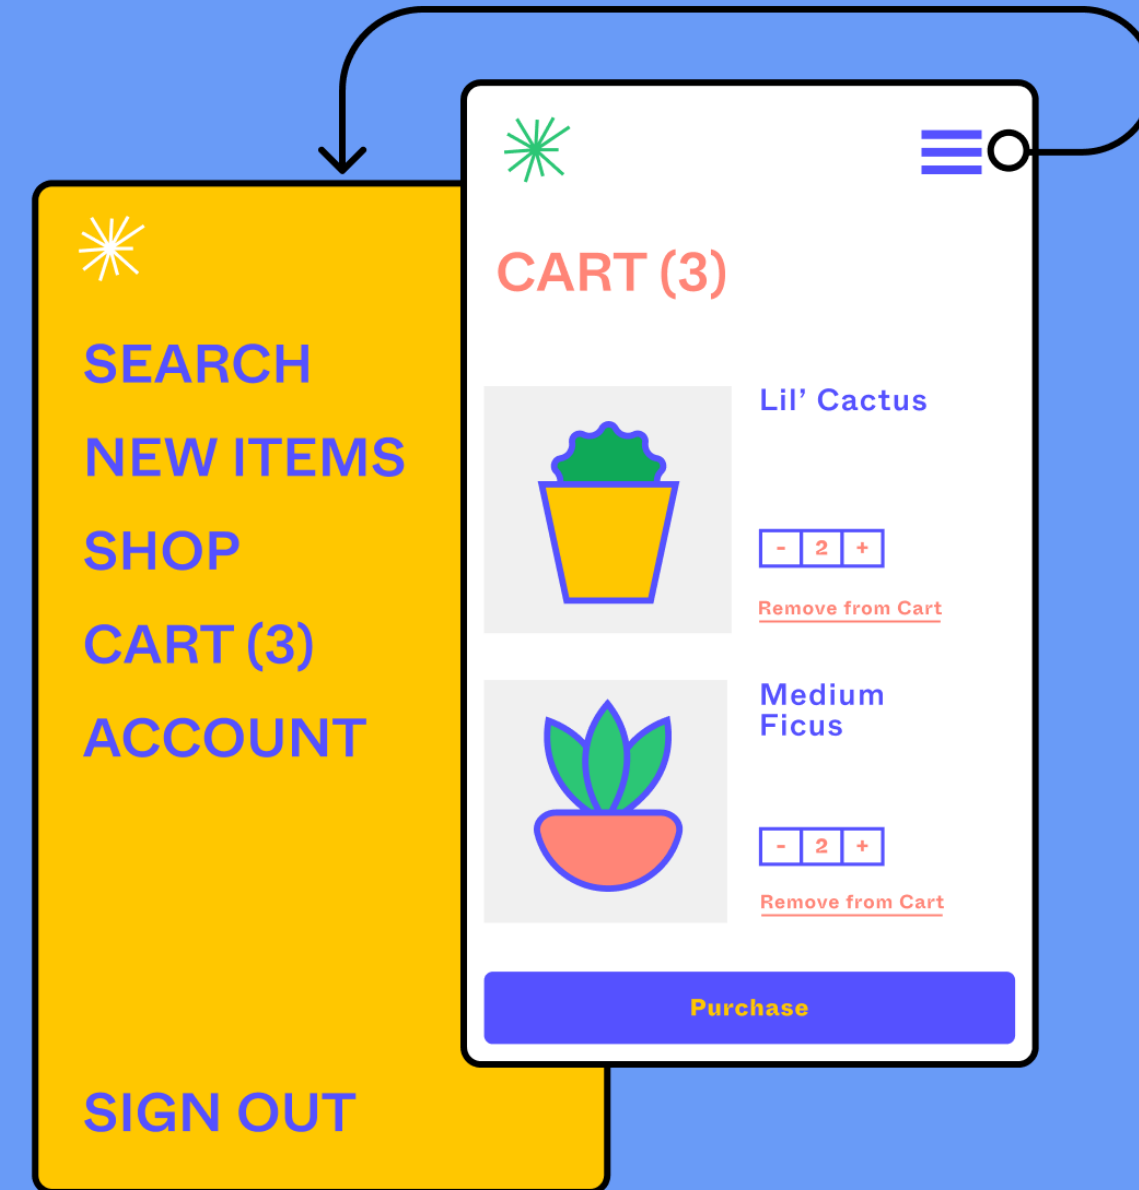 SEARCH
NEW ITEMS
SHOP
CART (3)
ACCOUNT
SIGN OUT
CART (3)
Lil’ Cactus
- 2 +
Remove from Cart
Medium
Ficus
- 2 +
Remove from Cart
Purchase